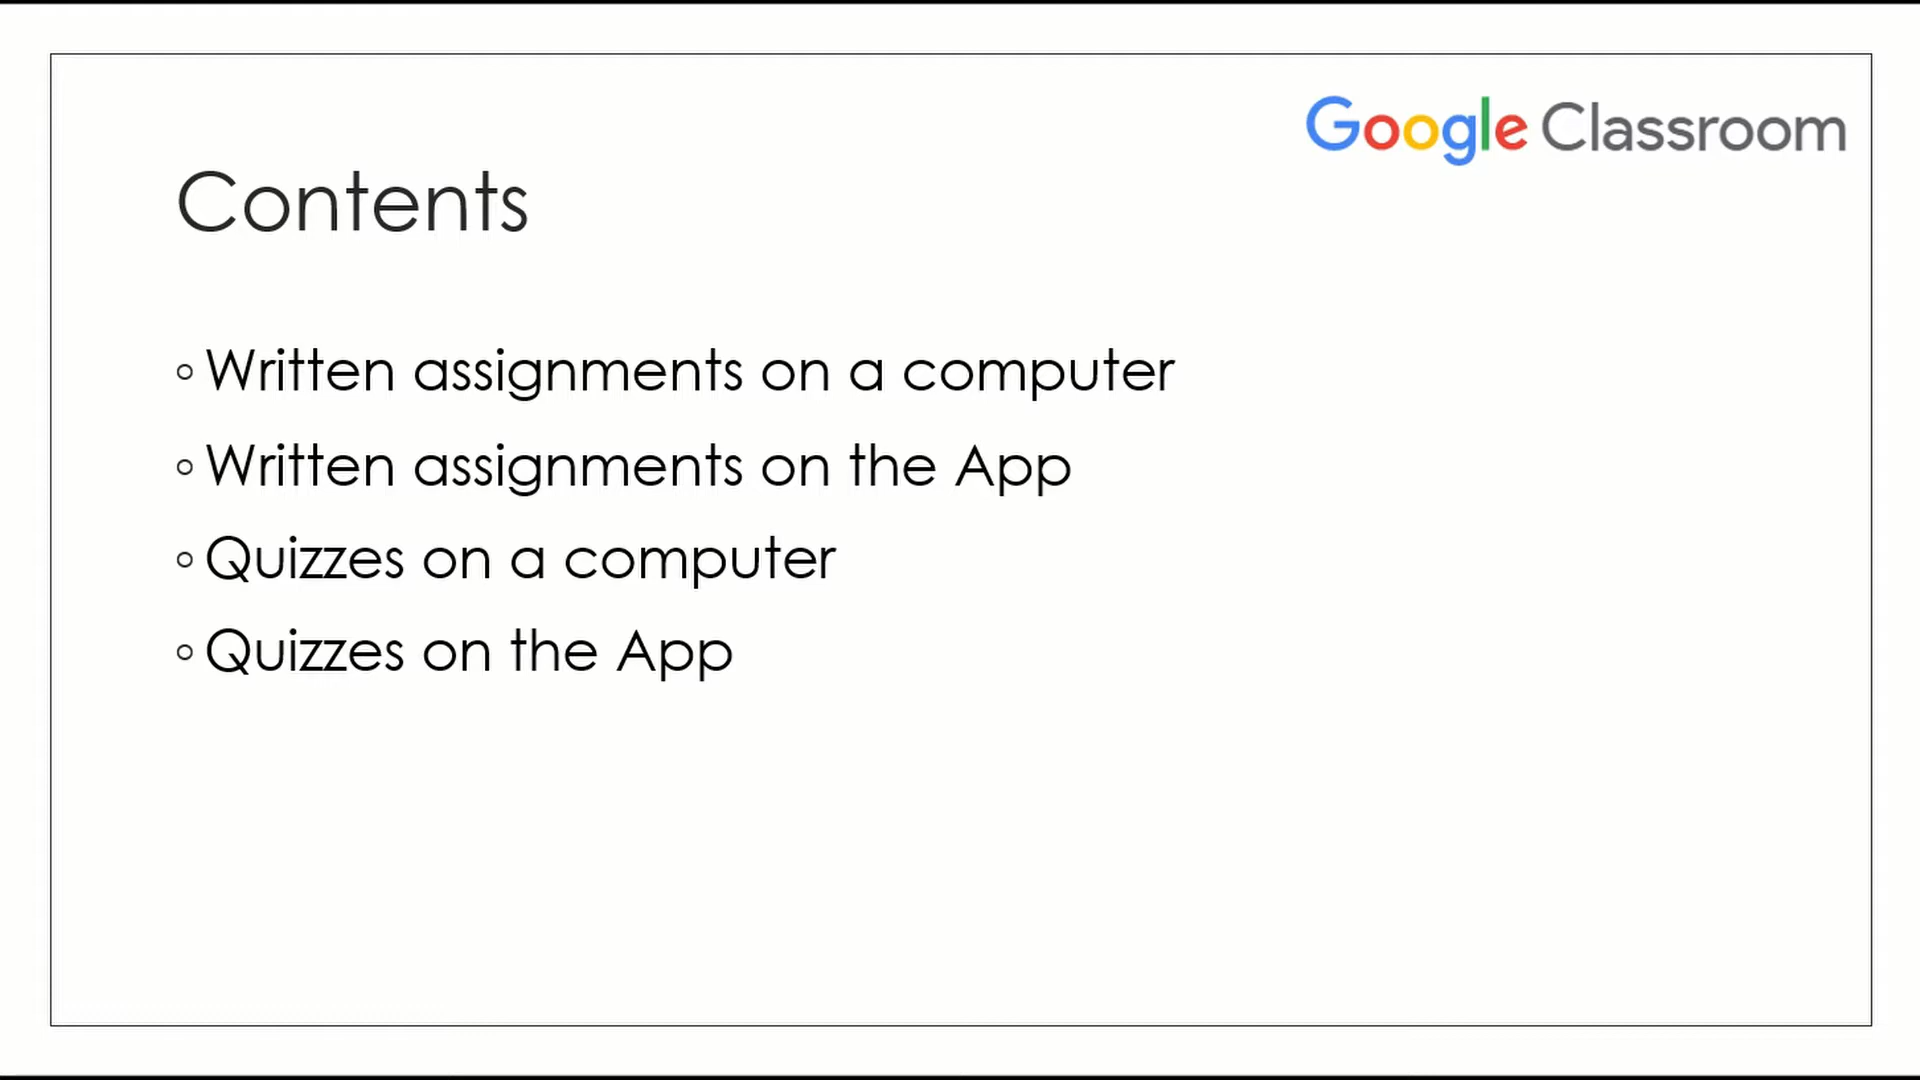 Google Classroom
Contents
◦ Written assignments on a computer
◦ Written assignments on the App
◦ Quizzes on a computer
◦ Quizzes on the App